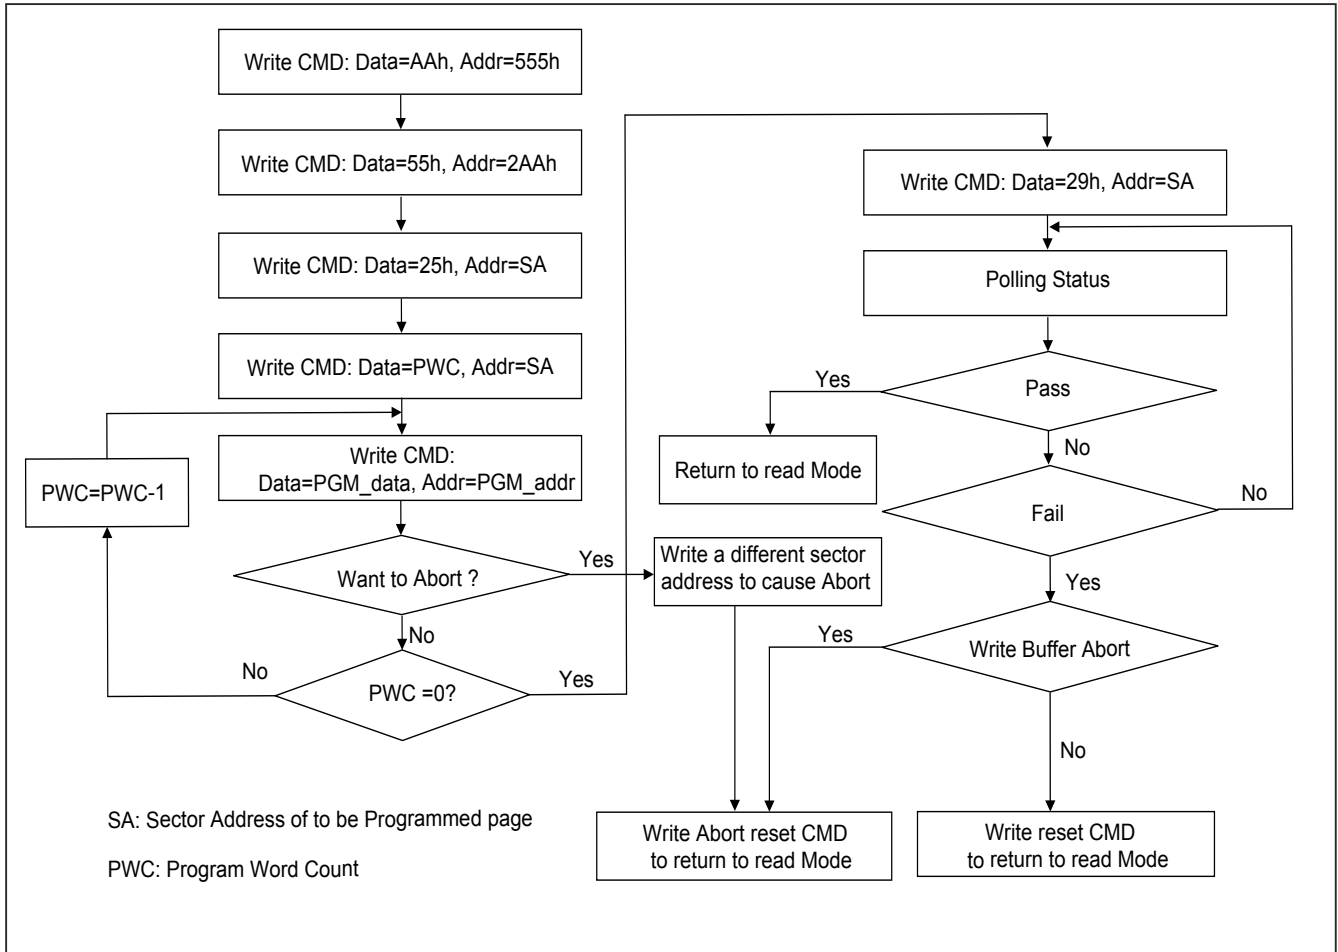 Write CMD: Data=AAh, Addr=555h
Write CMD: Data=55h, Addr=2AAh
Write CMD: Data=25h, Addr=SA
Write CMD: Data=PWC, Addr=SA
Write CMD:
Data=PGM_data, Addr=PGM_addr
PWC=PWC-1
Want to Abort ?
Yes
No
Write a different sector
address to cause Abort
PWC =0?
No
Yes
Write CMD: Data=29h, Addr=SA
Polling Status
Pass
Yes
No
Return to read Mode
Fail
No
Yes
Write Buffer Abort
Yes
No
Write Abort reset CMD
to return to read Mode
Write reset CMD
to return to read Mode
SA: Sector Address of to be Programmed page
PWC: Program Word Count